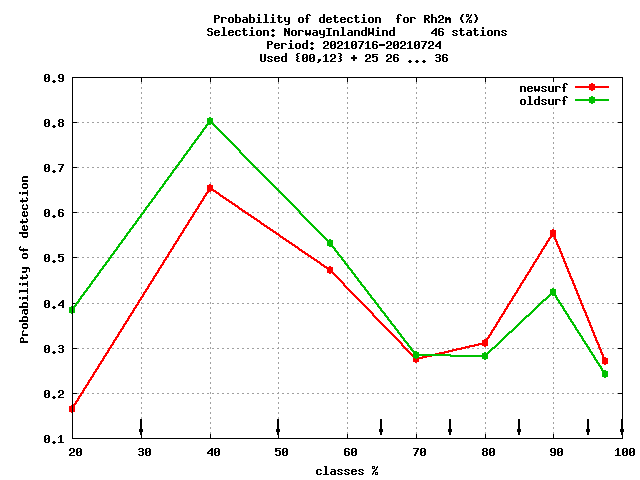 Probability of detection  for Rh2m (%)
Selection: NorwayInlandWind     46 stations
Period: 20210716-20210724
Used {00,12} + 25 26 ... 36
newsurf
oldsurf
0.9
0.8
0.7
0.6
0.5
0.4
0.3
0.2
0.1
Probability of detection
20 30 40 50 60 70 80 90 100
classes %